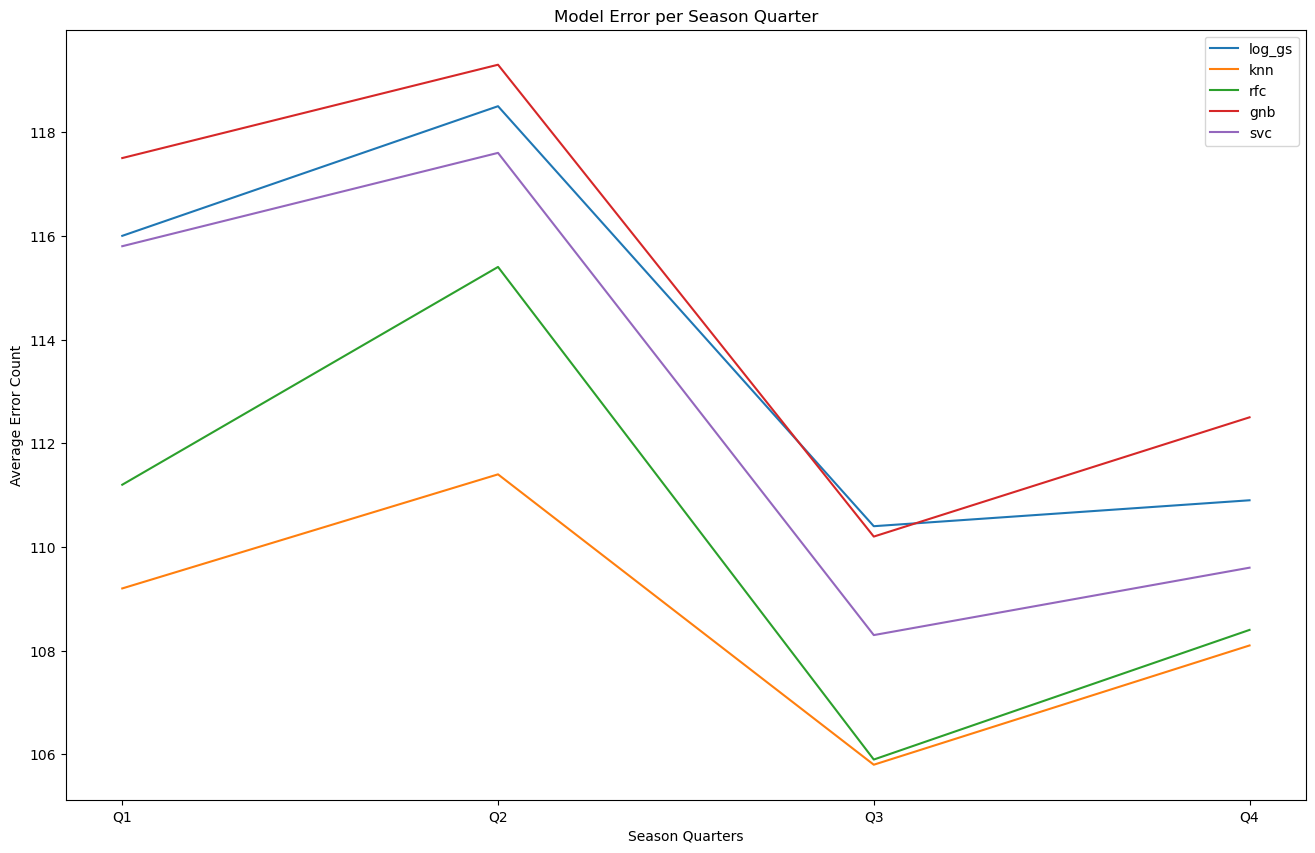 Model Error per Season Quarter
log_gs
knn
rfc
gnb
svc
118
116
114
112
110
108
106
Average Error Count
Q1 Q2 Q3 Q4
Season Quarters